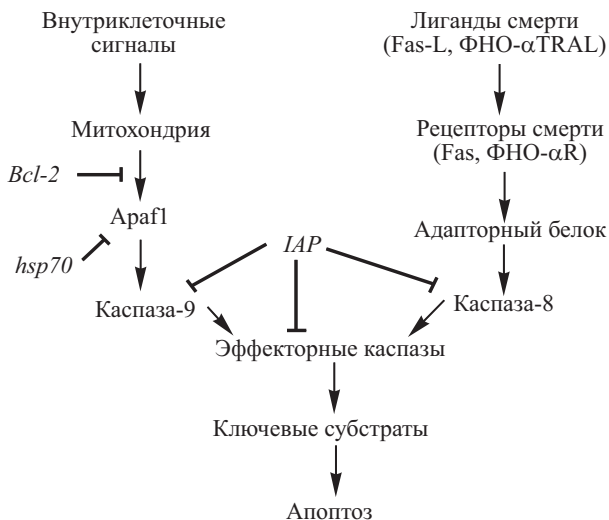 Внутриклеточные
сигналы
Лиганды смерти
(Fas-L, ФНО-αTRAL)
Митохондрия
Рецепторы смерти
(Fas, ФНО-αR)
Bcl-2
Apaf1
Адапторный белок
hsp70
IAP
Каспаза-9
Каспаза-8
Эффекторные каспазы
Ключевые субстраты
Апоптоз